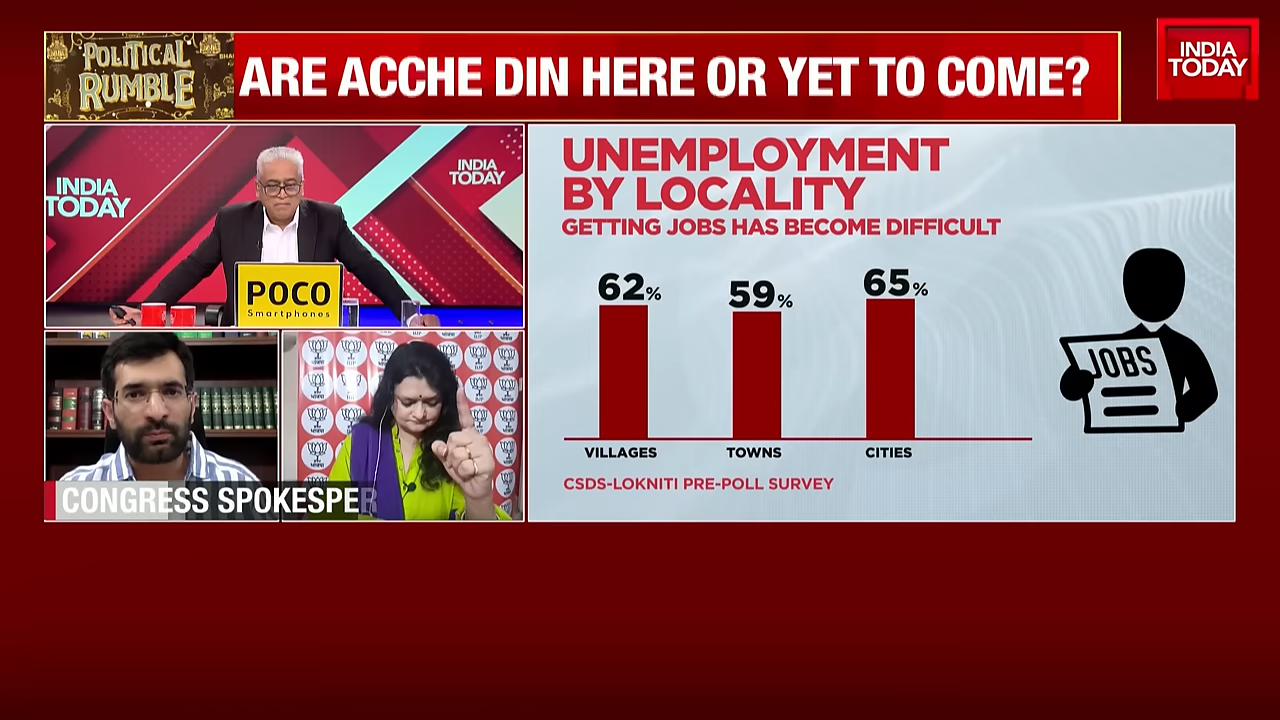 POLITICAL
RUMBLE
ARE ACCHE DIN HERE OR YET TO COME?
INDIA
TODAY
INDIA
TODAY
INDIA
TODAY
POCO
Smartphones
CONGRESS SPOKESPER
UNEMPLOYMENT
BY LOCALITY
GETTING JOBS HAS BECOME DIFFICULT
62%
59%
65%
VILLAGES
TOWNS
CITIES
CSDS-LOKNITI PRE-POLL SURVEY
JOBS